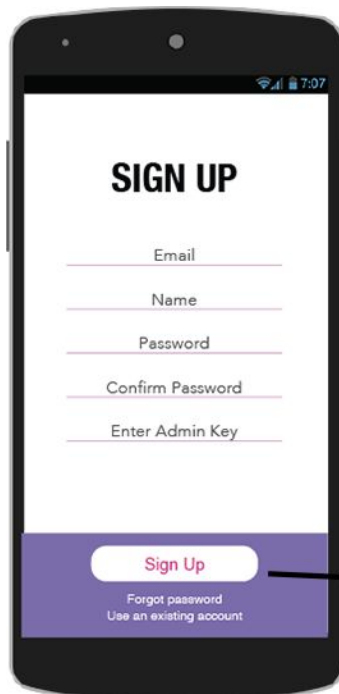 7:07
SIGN UP
Email
Name
Password
Confirm Password
Enter Admin Key
Sign Up
Forgot password
Use an existing account